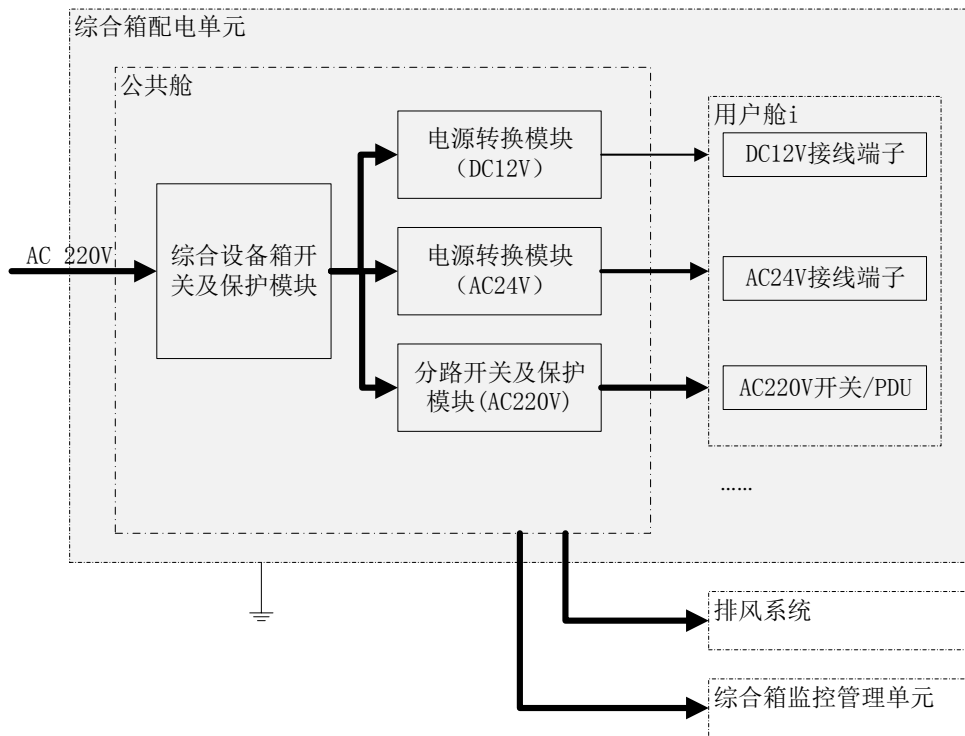 综合箱配电单元
公共舱
用户舱i
电源转换模块
（DC12V）
DC12V接线端子
AC 220V
综合设备箱开
关及保护模块
电源转换模块
（AC24V）
AC24V接线端子
分路开关及保护
模块(AC220V)
AC220V开关/PDU
……
排风系统
综合箱监控管理单元